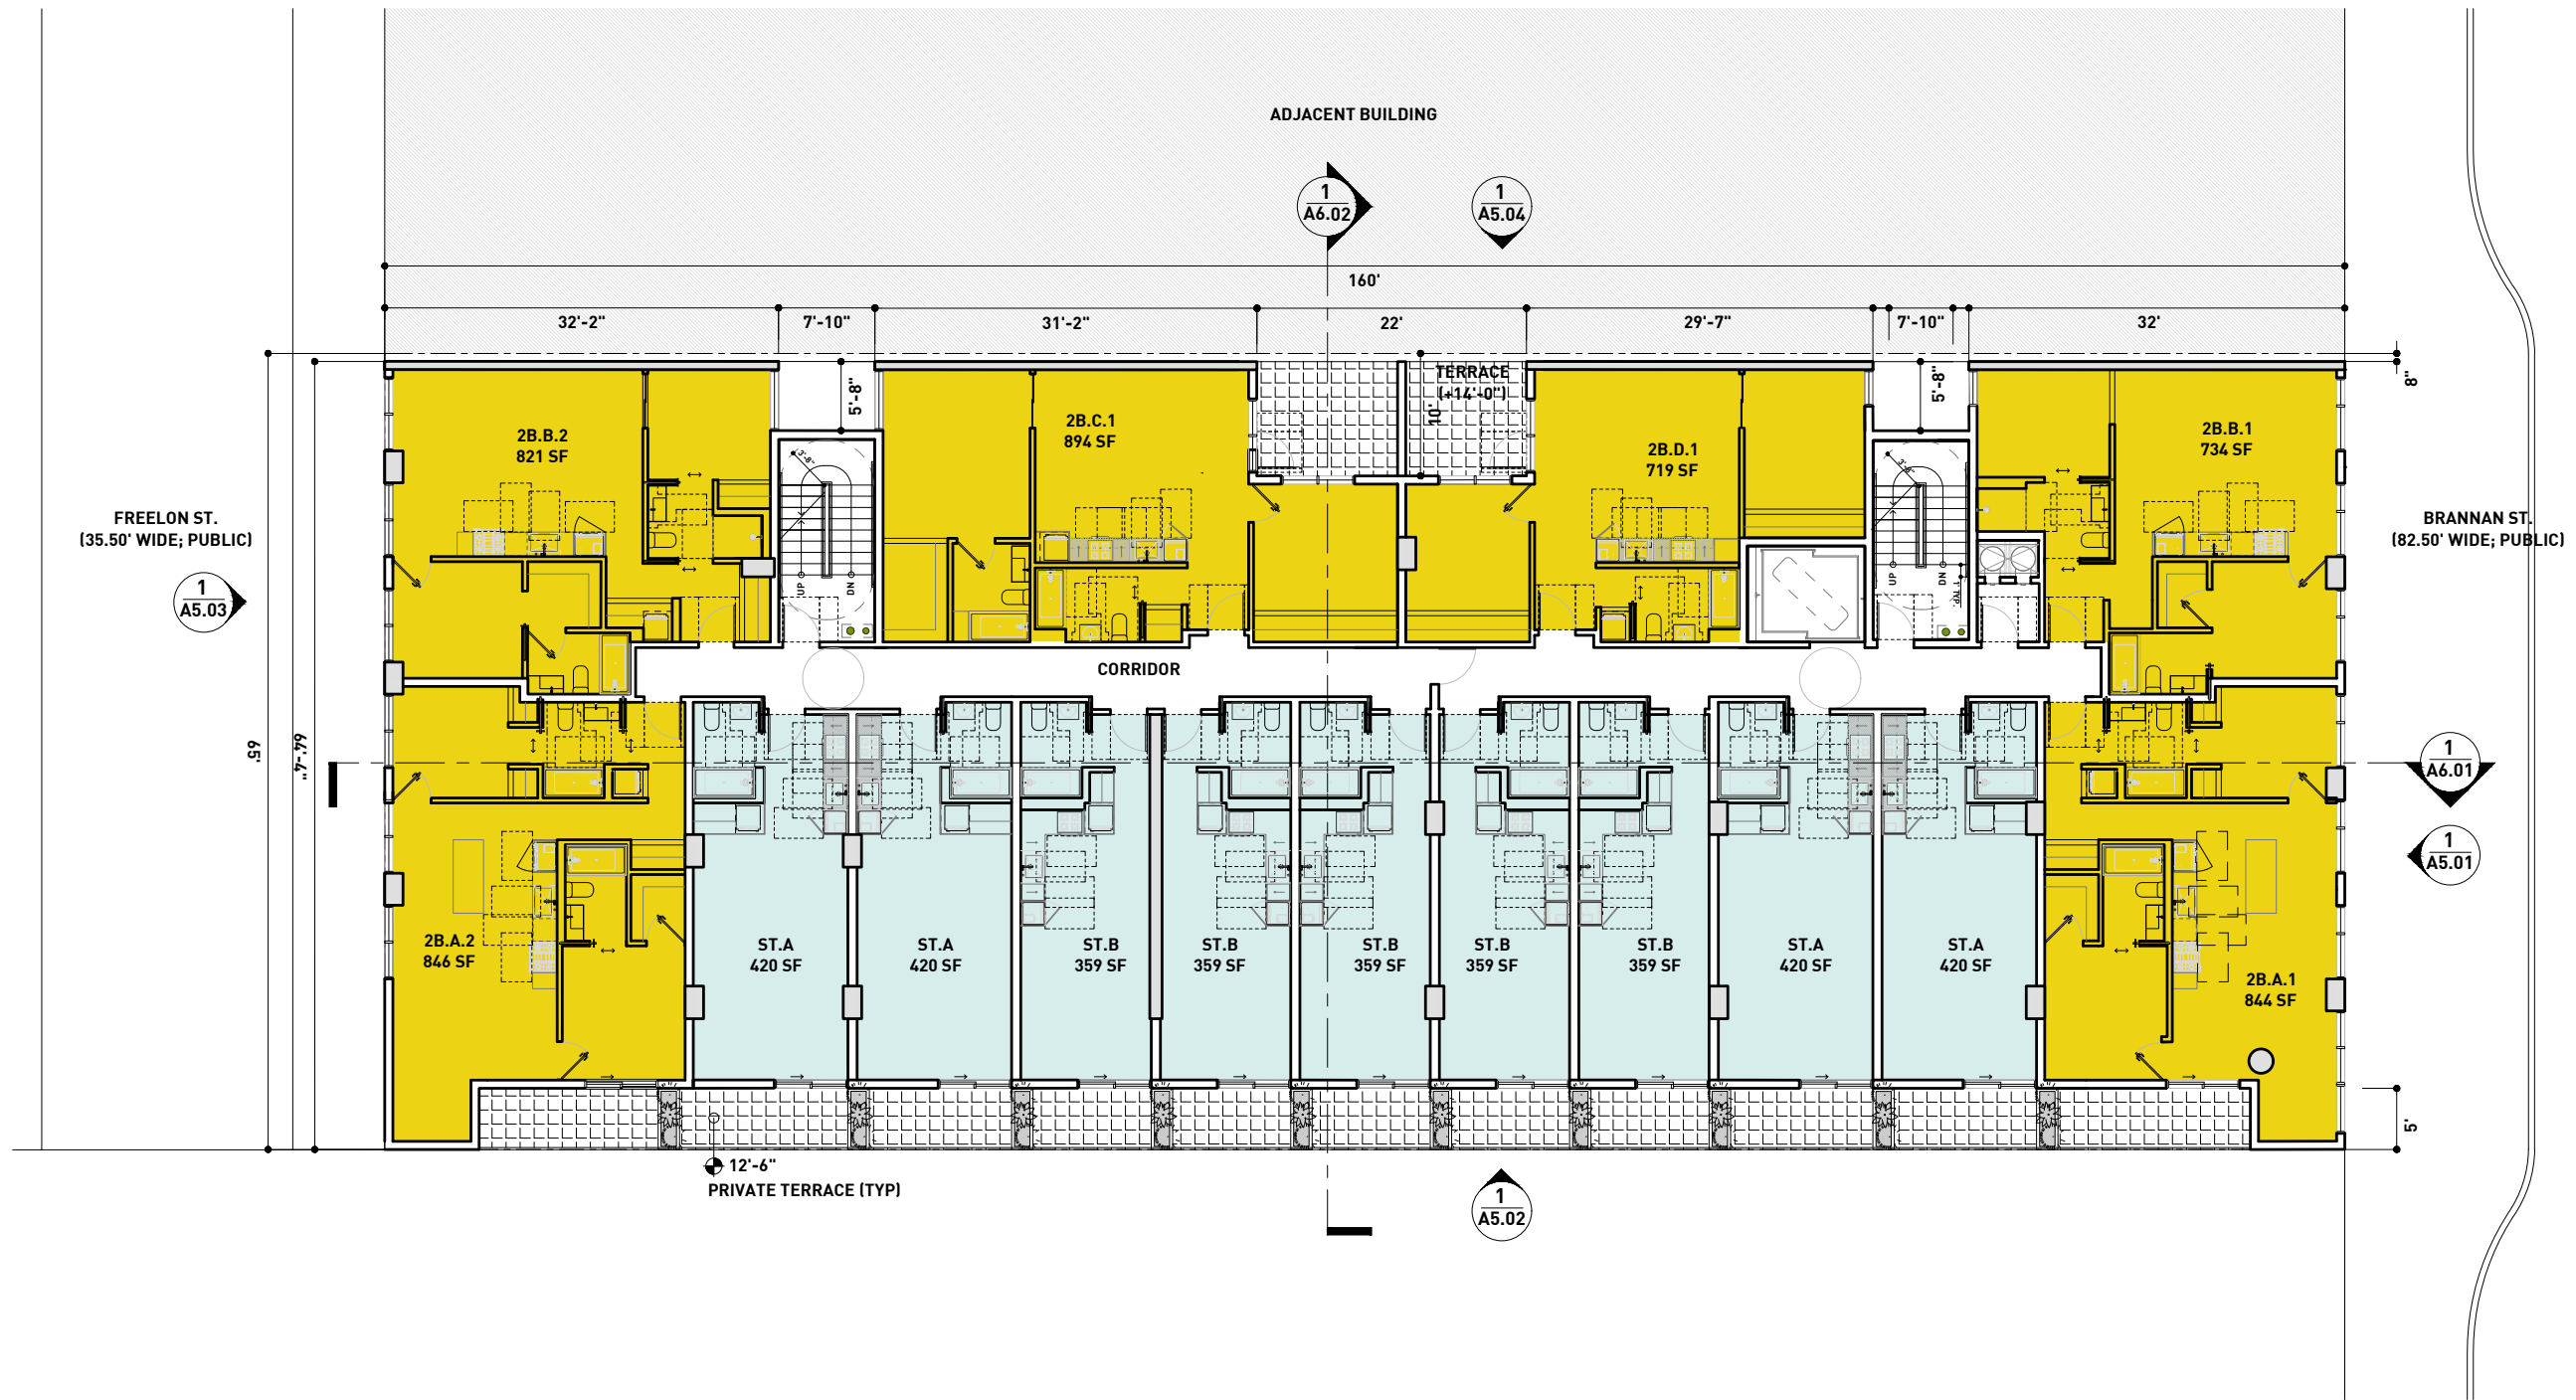 ADJACENT BUILDING
1
A6.02
1
A5.04
160'
32'-2"
7'-10"
31'-2"
22'
29'-7"
7'-10"
32'
8"
5'-8"
5'-8"
TERRACE
(+14'-0")
10'
2B.B.2
821 SF
2B.C.1
894 SF
2B.D.1
719 SF
2B.B.1
734 SF
3'-8"
3'-8"
FREELON ST.
(35.50' WIDE; PUBLIC)
BRANNAN ST.
(82.50' WIDE; PUBLIC)
1
A5.03
UP
DN
UP
DN
TYP.
CORRIDOR
65'
64'-4"
1
A6.01
1
A5.01
2B.A.2
846 SF
ST.A
420 SF
ST.A
420 SF
ST.B
359 SF
ST.B
359 SF
ST.B
359 SF
ST.B
359 SF
ST.B
359 SF
ST.A
420 SF
ST.A
420 SF
2B.A.1
844 SF
5'
12'-6"
PRIVATE TERRACE (TYP)
1
A5.02